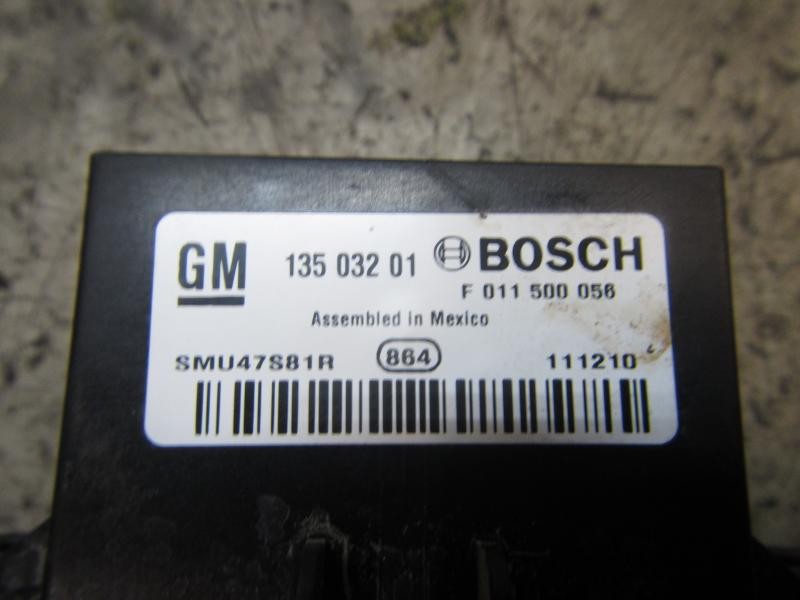 GM 135 032 01 BOSCH
F 011 500 056
Assembled in Mexico
SMU47S81R 864 111210